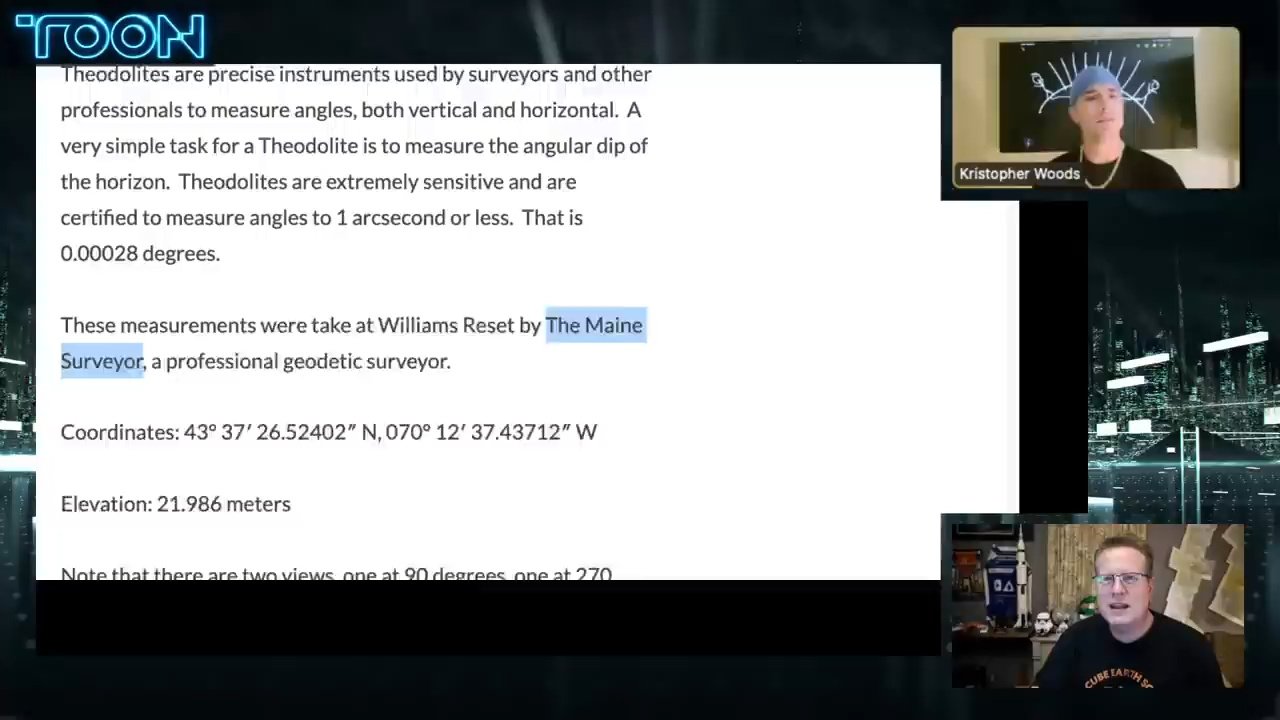 TOON
Theodolites are precise instruments used by surveyors and other
professionals to measure angles, both vertical and horizontal. A
very simple task for a Theodolite is to measure the angular dip of
the horizon. Theodolites are extremely sensitive and are
certified to measure angles to 1 arcsecond or less. That is
0.00028 degrees.
These measurements were take at Williams Reset by The Maine
Surveyor, a professional geodetic surveyor.
Coordinates: 43° 37′ 26.52402″ N, 070° 12′ 37.43712″ W
Elevation: 21.986 meters
Note that there are two views, one at 90 degrees, one at 270
Kristopher Woods
CUBE EARTH